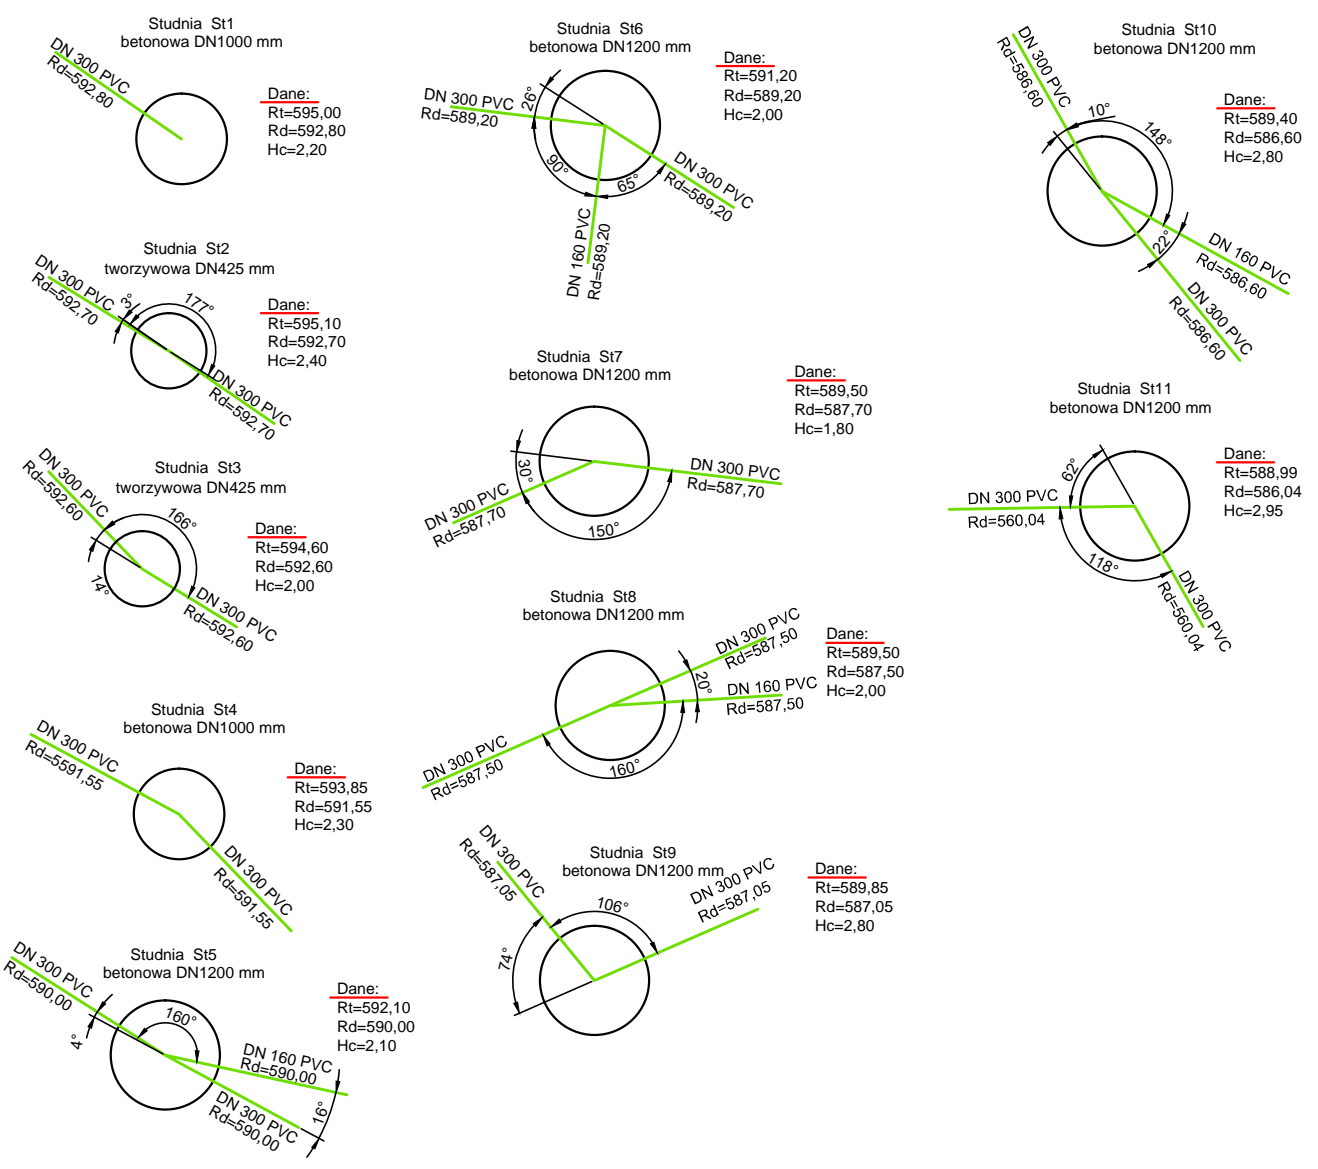 Studnia St1
betonowa DN1000 mm
DN 300 PVC
Rd=592,80
Dane:
Rt=595,00
Rd=592,80
Hc=2,20
Studnia St2
tworzywowa DN425 mm
DN 300 PVC
Rd=592,70
3°
177°
DN 300 PVC
Rd=592,70
Dane:
Rt=595,10
Rd=592,70
Hc=2,40
Studnia St3
tworzywowa DN425 mm
DN 300 PVC
Rd=592,60
166°
14°
DN 300 PVC
Rd=592,60
Dane:
Rt=594,60
Rd=592,60
Hc=2,00
Studnia St4
betonowa DN1000 mm
DN 300 PVC
Rd=5591,55
DN 300 PVC
Rd=591,55
Dane:
Rt=593,85
Rd=591,55
Hc=2,30
Studnia St5
betonowa DN1200 mm
DN 300 PVC
Rd=590,00
4°
160°
DN 160 PVC
Rd=590,00
DN 300 PVC
Rd=590,00
16°
Dane:
Rt=592,10
Rd=590,00
Hc=2,10
Studnia St6
betonowa DN1200 mm
DN 300 PVC
Rd=589,20
26°
90°
65°
DN 300 PVC
Rd=589,20
DN 160 PVC
Rd=589,20
Dane:
Rt=591,20
Rd=589,20
Hc=2,00
Studnia St7
betonowa DN1200 mm
30°
DN 300 PVC
Rd=587,70
150°
DN 300 PVC
Rd=587,70
Dane:
Rt=589,50
Rd=587,70
Hc=1,80
Studnia St8
betonowa DN1200 mm
DN 300 PVC
Rd=587,50
20°
DN 160 PVC
Rd=587,50
DN 300 PVC
Rd=587,50
160°
Dane:
Rt=589,50
Rd=587,50
Hc=2,00
Studnia St9
betonowa DN1200 mm
DN 300 PVC
Rd=587,05
106°
74°
DN 300 PVC
Rd=587,05
Dane:
Rt=589,85
Rd=587,05
Hc=2,80
Studnia St10
betonowa DN1200 mm
DN 300 PVC
Rd=586,60
10°
148°
22°
DN 160 PVC
Rd=586,60
DN 300 PVC
Rd=586,60
Dane:
Rt=589,40
Rd=586,60
Hc=2,80
Studnia St11
betonowa DN1200 mm
62°
DN 300 PVC
Rd=560,04
118°
DN 300 PVC
Rd=560,04
Dane:
Rt=588,99
Rd=586,04
Hc=2,95